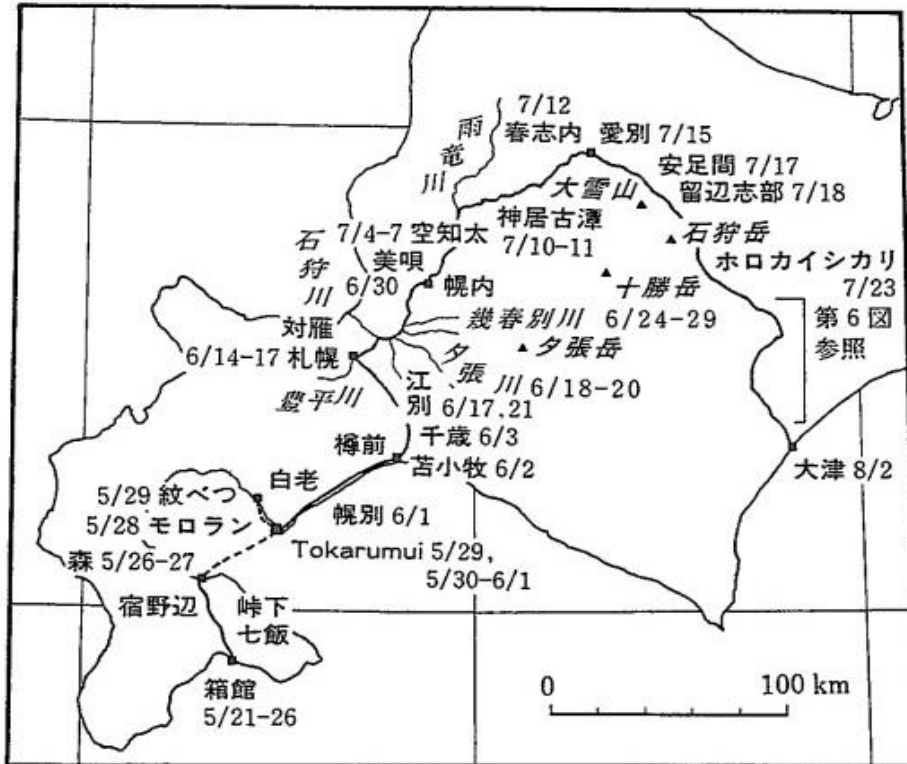 7/12
春志内
愛別 7/15
雨竜川
安足間 7/17
留辺志部 7/18
大雪山
神居古潭
7/10-11
石狩岳
7/4-7 空知太
石狩川
美唄
6/30
幌内
ホロカイシカリ
7/23
十勝岳
第6図
参照
幾春別川 6/24-29
対雁
6/14-17 札幌
夕張岳
夕張川 6/18-20
豊平川
江別 6/17,21
千歳 6/3
樽前
苫小牧 6/2
大津 8/2
白老
5/29 紋べつ
5/28 モロラン
幌別 6/1
Tokarumui 5/29,
5/30-6/1
森 5/26-27
宿野辺
峠下
七飯
箱館
5/21-26
0 100 km